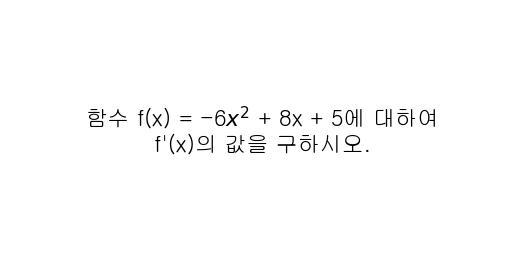 함수 f(x) = −6x² + 8x + 5에 대하여
f'(x)의 값을 구하시오.